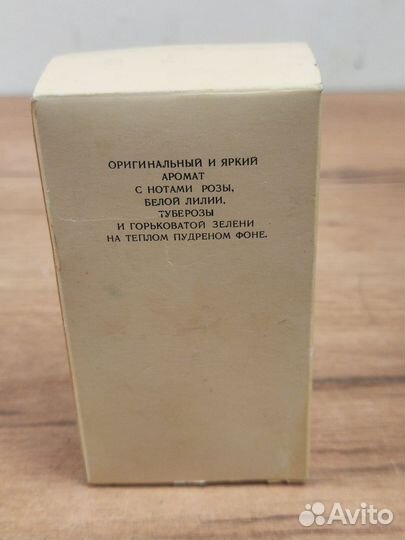 ОРИГИНАЛЬНЫЙ И ЯРКИЙ
АРОМАТ
С НОТАМИ РОЗЫ,
БЕЛОЙ ЛИЛИИ,
ТУБЕРОЗЫ
И ГОРЬКОВАТОЙ ЗЕЛЕНИ
НА ТЕПЛОМ ПУДРЕНОМ ФОНЕ.
Avito